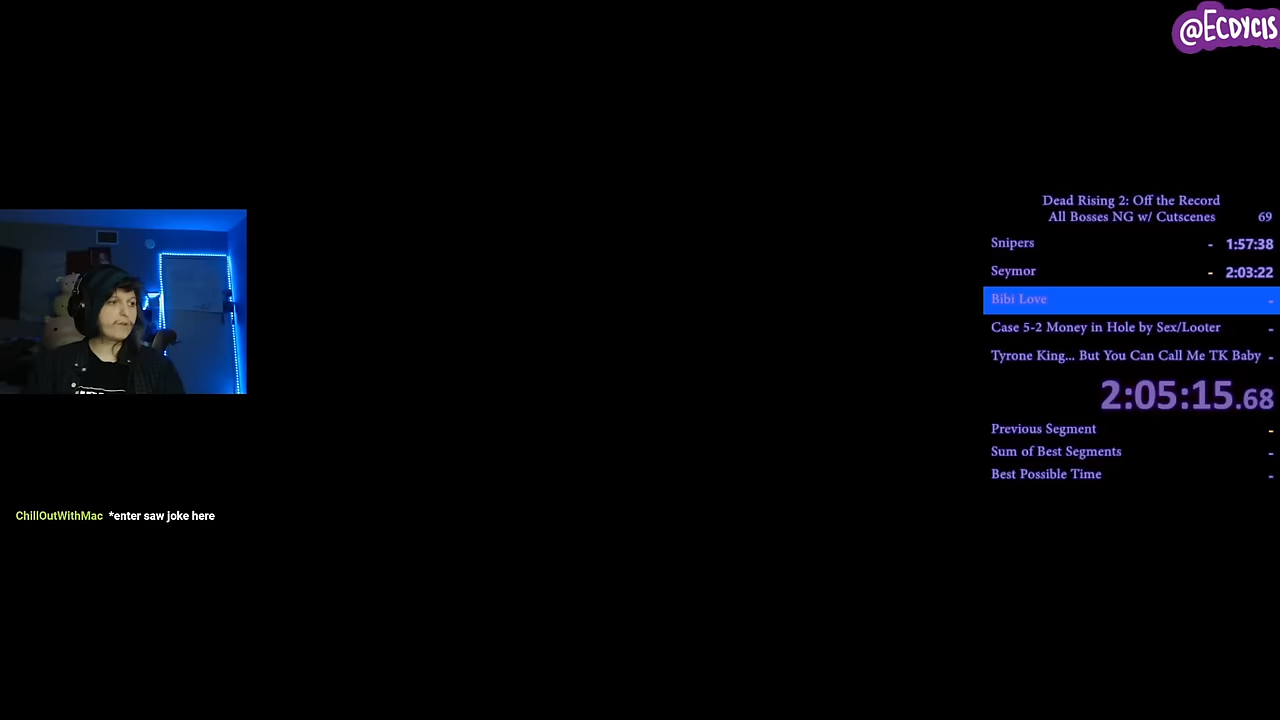 @ECDYCIS
Dead Rising 2: Off the Record
All Bosses NG w/ Cutscenes 69
Snipers - 1:57:38
Seymor - 2:03:22
Bibi Love -
Case 5-2 Money in Hole by Sex/Looter -
Tyrone King... But You Can Call Me TK Baby -
2:05:15.68
Previous Segment -
Sum of Best Segments -
Best Possible Time -
ChillOutWithMac *enter saw joke here